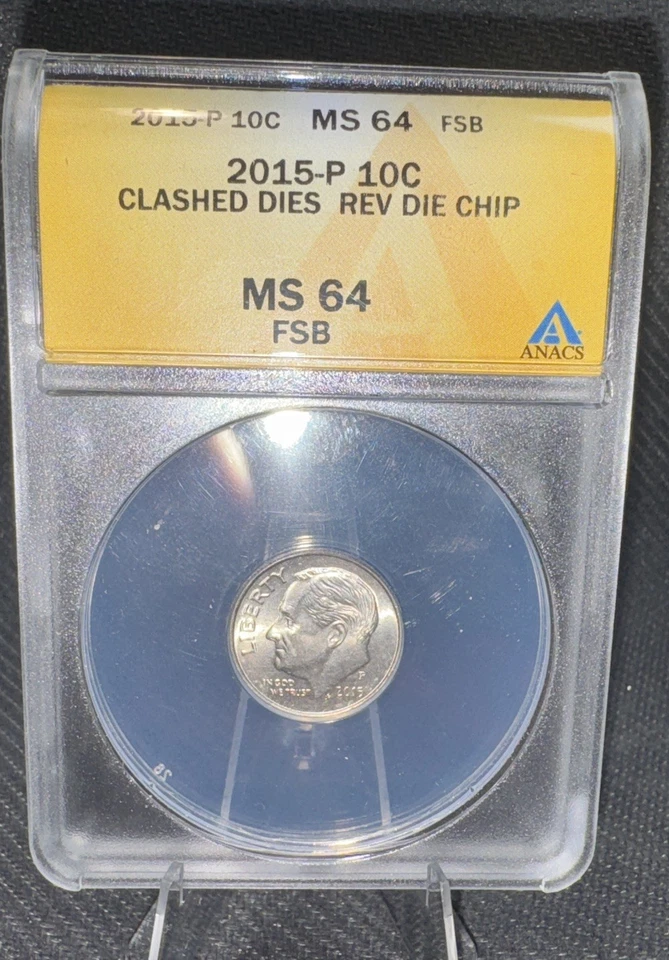 2015-P 10C MS 64 FSB
2015-P 10C
CLASHED DIES REV DIE CHIP
MS 64
FSB
ANACS
LIBERTY
IN GOD
WE TRUST
P
2015